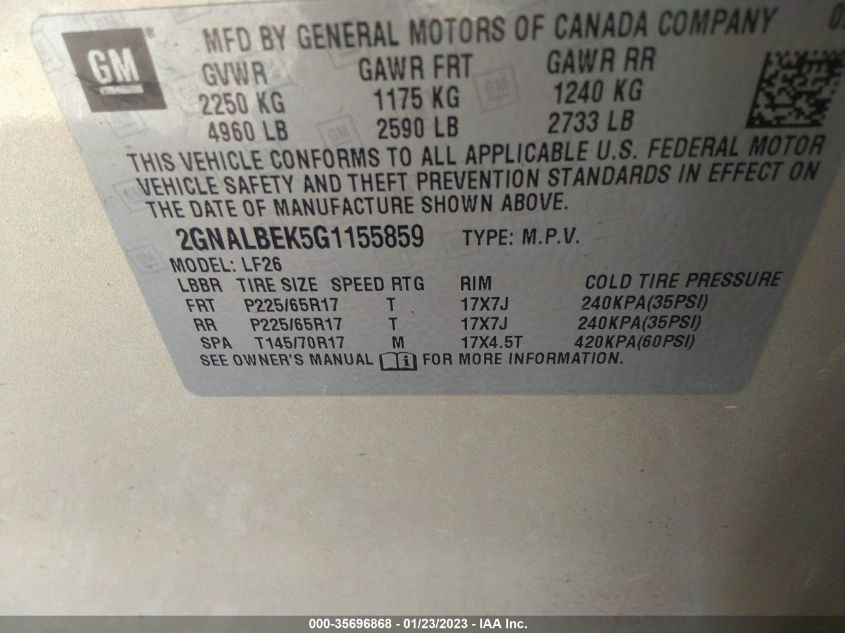 GM
MFD BY GENERAL MOTORS OF CANADA COMPANY
GVWR GAWR FRT GAWR RR
2250 KG 1175 KG 1240 KG
4960 LB 2590 LB 2733 LB
THIS VEHICLE CONFORMS TO ALL APPLICABLE U.S. FEDERAL MOTOR
VEHICLE SAFETY AND THEFT PREVENTION STANDARDS IN EFFECT ON
THE DATE OF MANUFACTURE SHOWN ABOVE.
2GNALBEK5G1155859 TYPE: M.P.V.
MODEL: LF26
LBBR TIRE SIZE SPEED RTG RIM COLD TIRE PRESSURE
FRT P225/65R17 T 17X7J 240KPA(35PSI)
RR P225/65R17 T 17X7J 240KPA(35PSI)
SPA T145/70R17 M 17X4.5T 420KPA(60PSI)
SEE OWNER'S MANUAL FOR MORE INFORMATION.
000-35696868 - 01/23/2023 - IAA Inc.